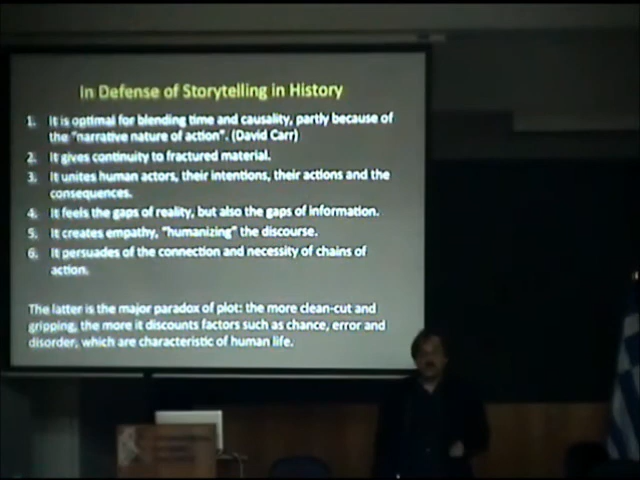 In Defense of Storytelling in History
1. It is optimal for blending time and causality, partly because of
the "narrative nature of action". (David Carr)
2. It gives continuity to fractured material.
3. It unites human actors, their intentions, their actions and the
consequences.
4. It feels the gaps of reality, but also the gaps of information.
5. It creates empathy, "humanizing" the discourse.
6. It persuades of the connection and necessity of chains of
action.
The latter is the major paradox of plot: the more clean-cut and
gripping, the more it discounts factors such as chance, error and
disorder, which are characteristic of human life.